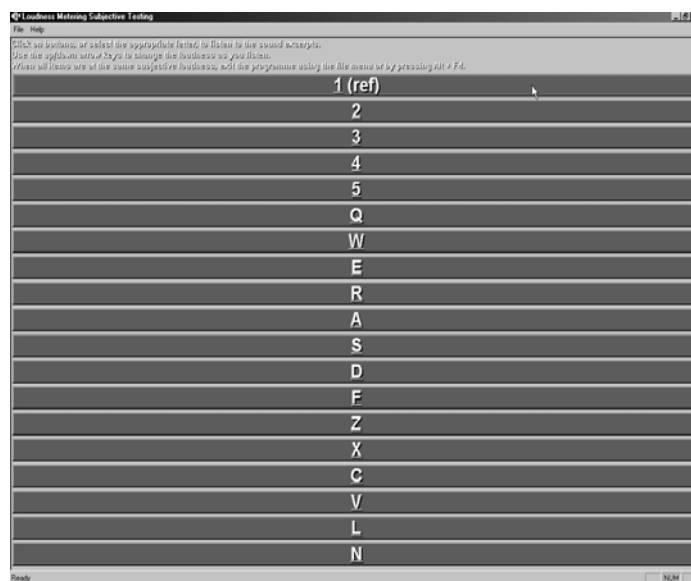 Loudness Metering Subjective Testing
File Help
Click on buttons, or select the appropriate letter, to listen to the sound excerpts.
Use the up/down arrow keys to change the loudness as you listen.
When all items are at the same subjective loudness, exit the programme using the file menu or by pressing Alt + F4.
1 (ref)
2
3
4
5
Q
W
E
R
A
S
D
F
Z
X
C
V
L
N
Ready NUM